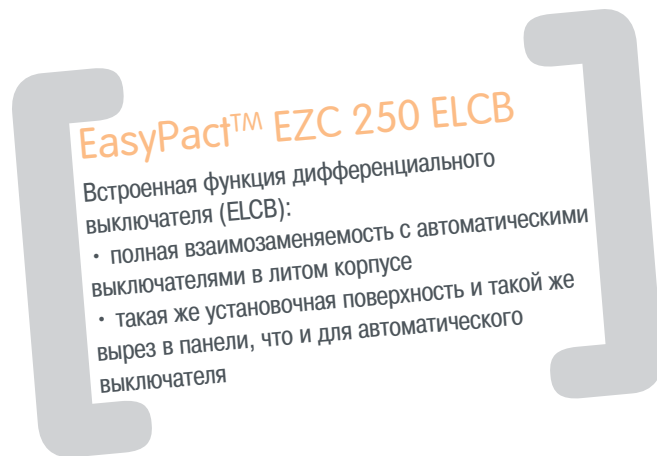 EasyPact™ EZC 250 ELCB
Встроенная функция дифференциального
выключателя (ELCB):
• полная взаимозаменяемость с автоматическими
выключателями в литом корпусе
• такая же установочная поверхность и такой же
вырез в панели, что и для автоматического
выключателя